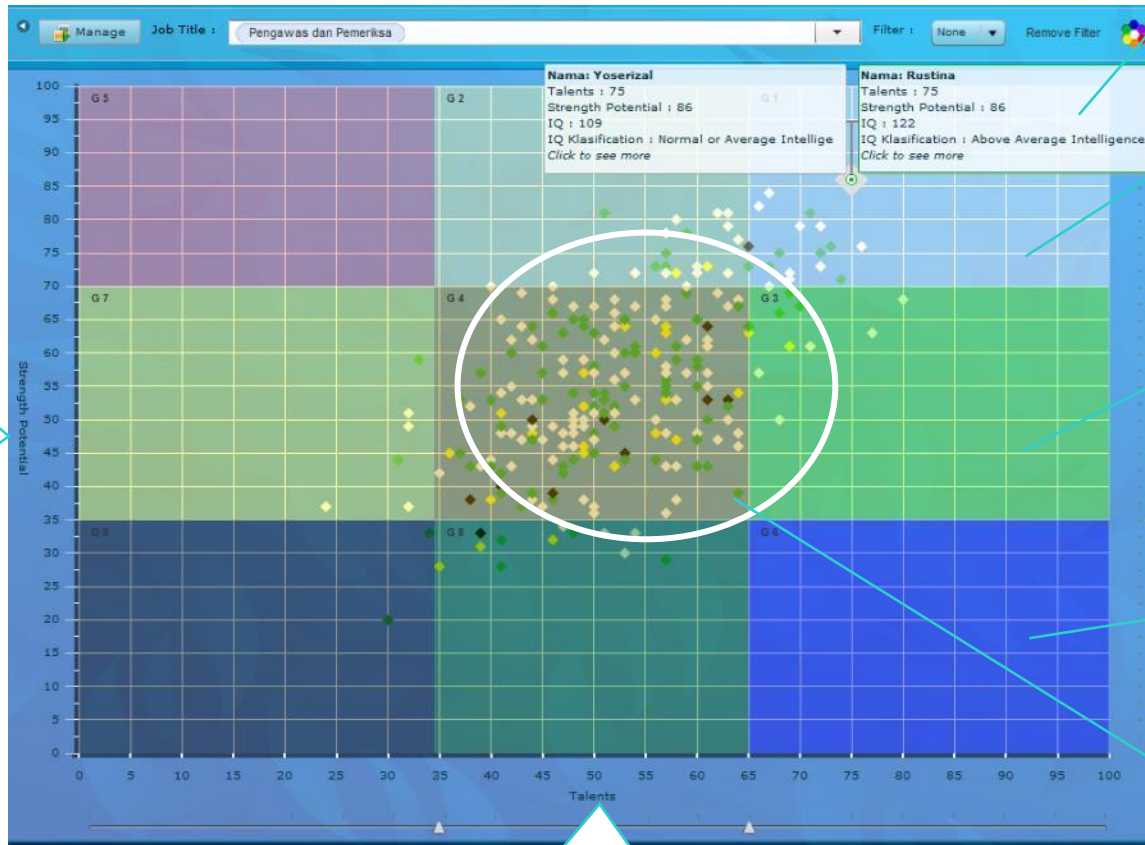 Manage Job Title : Pengawas dan Pemeriksa Filter : None Remove Filter
Nama: Yoserizal
Talents : 75
Strength Potential : 86
IQ : 109
IQ Klasification : Normal or Average Intellige
Click to see more
Nama: Rustina
Talents : 75
Strength Potential : 86
IQ : 122
IQ Klasification : Above Average Intelligence
Click to see more
G 5 G 2 G 1
G 7 G 4 G 3
G 9 G 8 G 6
Strength Potential
100
95
90
85
80
75
70
65
60
55
50
45
40
35
30
25
20
15
10
5
0
0 5 10 15 20 25 30 35 40 45 50 55 60 65 70 75 80 85 90 95 100
Talents